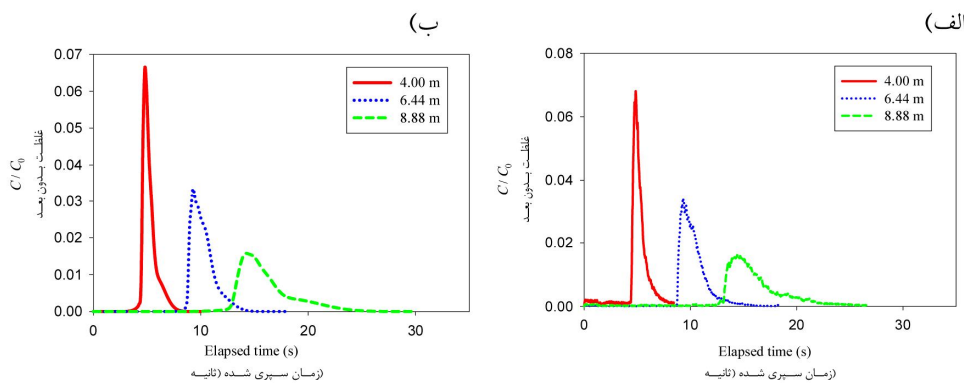 ب)
0.07
0.06
0.05
0.04
0.03
0.02
0.01
0.00
0 10 20 30
C / C0
غلظت بدون بعد
4.00 m
6.44 m
8.88 m
Elapsed time (s)
زمان سپری شده (ثانیه)
الف)
0.08
0.06
0.04
0.02
0.00
0 10 20 30
C / C0
غلظت بدون بعد
4.00 m
6.44 m
8.88 m
Elapsed time (s)
زمان سپری شده (ثانیه)